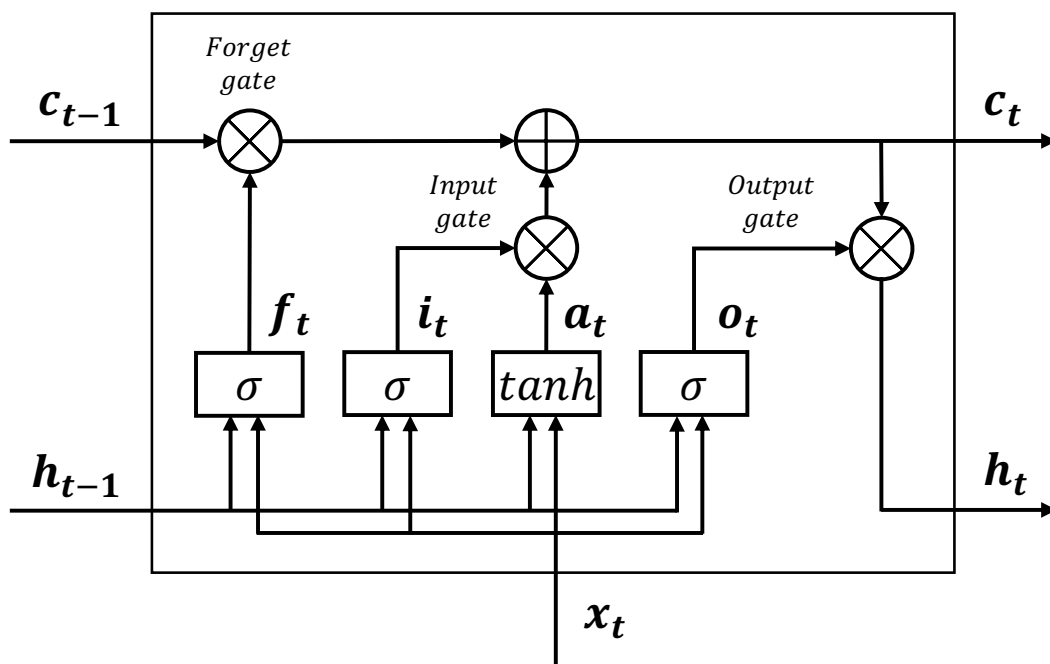 Forget
gate
c_{t-1}
c_t
Input
gate
Output
gate
f_t
i_t
a_t
o_t
σ
σ
tanh
σ
h_{t-1}
h_t
x_t